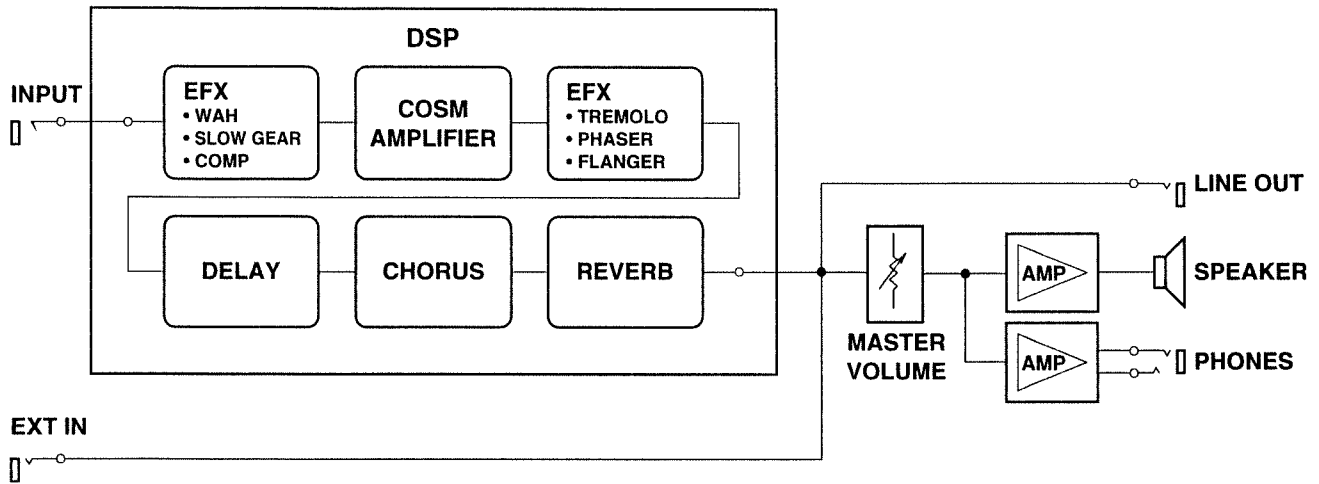 DSP
INPUT
EFX
• WAH
• SLOW GEAR
• COMP
COSM
AMPLIFIER
EFX
• TREMOLO
• PHASER
• FLANGER
DELAY
CHORUS
REVERB
LINE OUT
MASTER
VOLUME
AMP
SPEAKER
AMP
PHONES
EXT IN